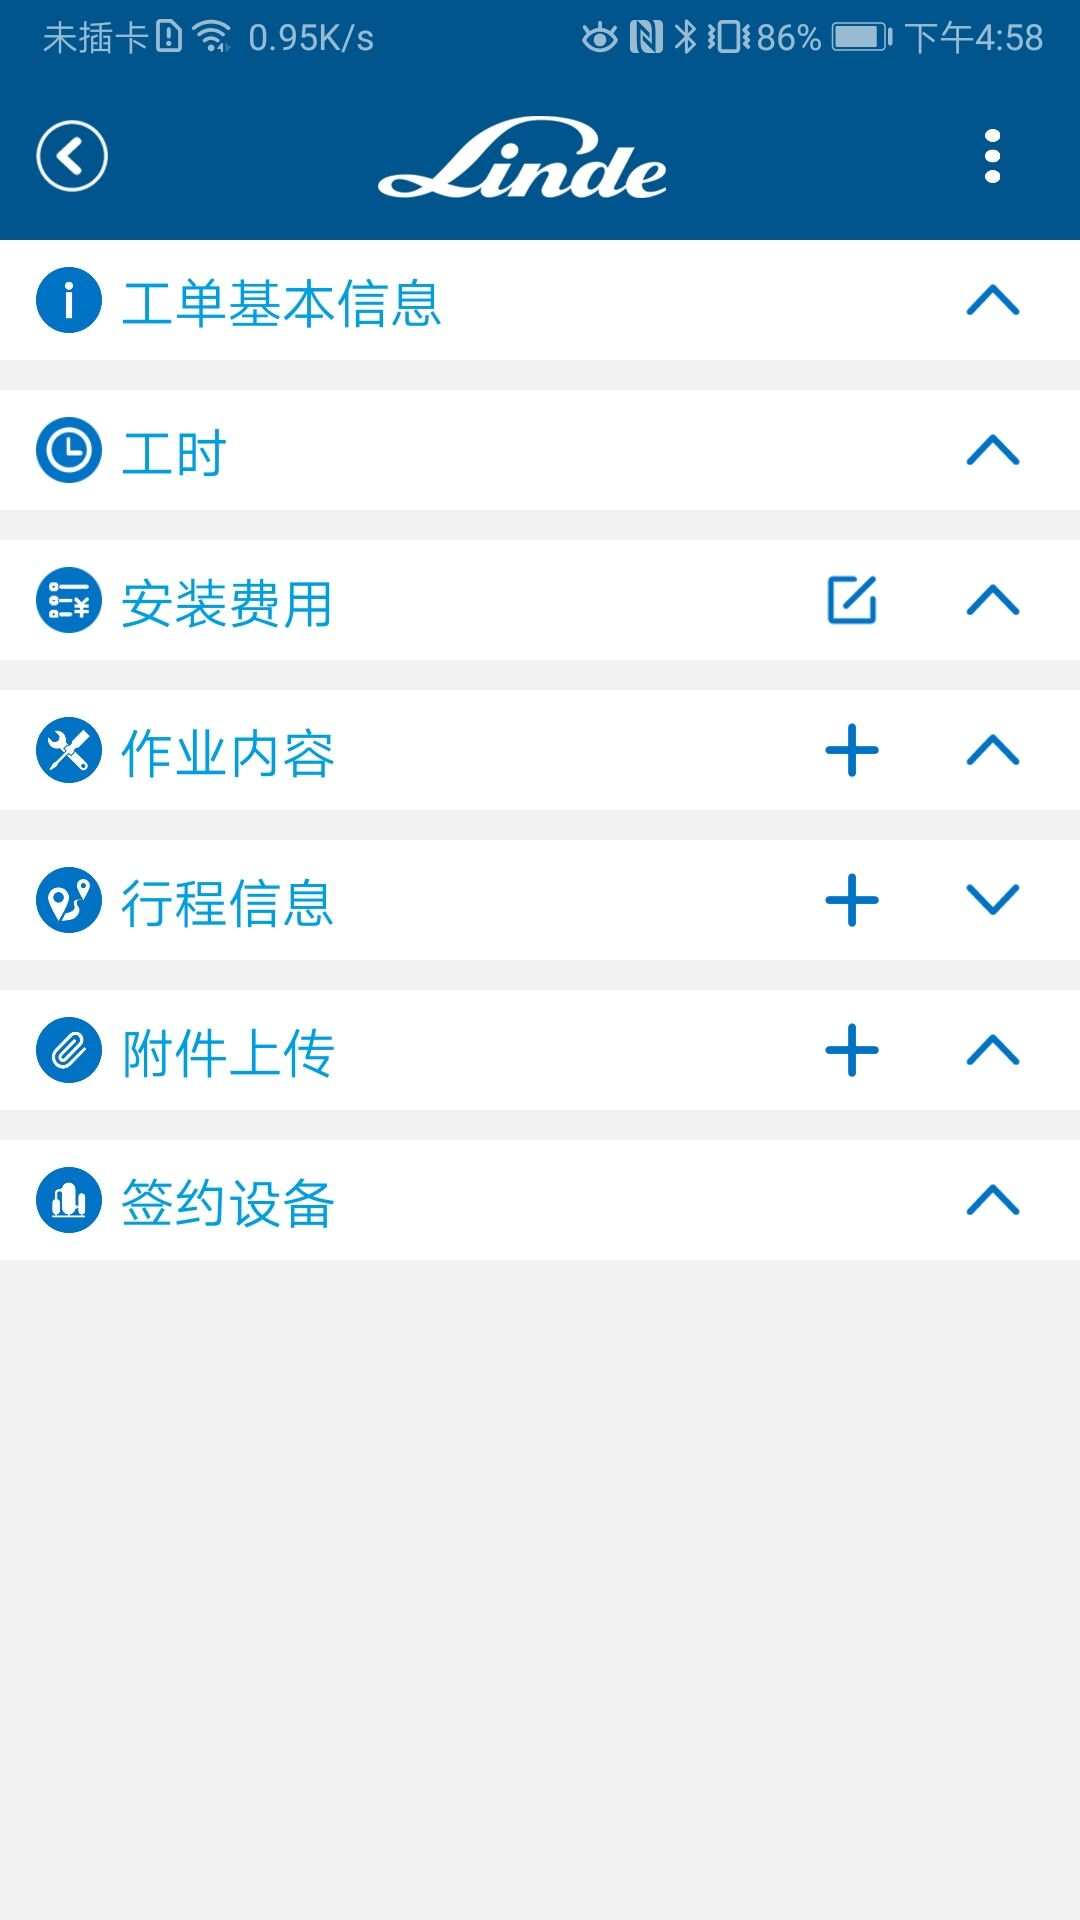 未插卡 0.95K/s 86% 下午4:58
Linde
工单基本信息
工时
安装费用
作业内容
行程信息
附件上传
签约设备